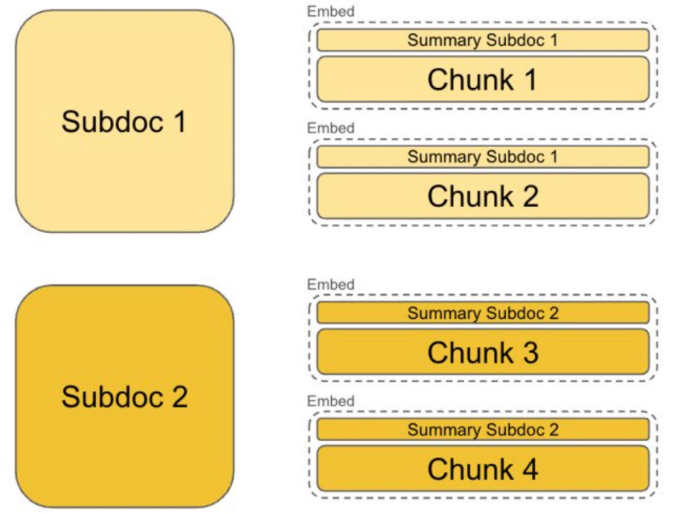 Subdoc 1
Embed
Summary Subdoc 1
Chunk 1
Embed
Summary Subdoc 1
Chunk 2
Subdoc 2
Embed
Summary Subdoc 2
Chunk 3
Embed
Summary Subdoc 2
Chunk 4